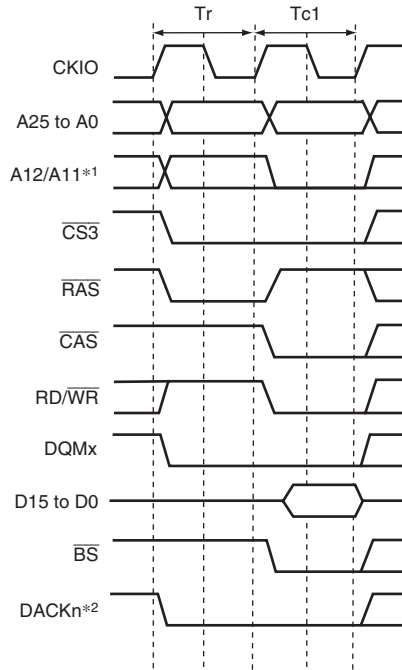 Tr Tc1
CKIO
A25 to A0
A12/A11*1
CS3
RAS
CAS
RD/WR
DQMx
D15 to D0
BS
DACKn*2